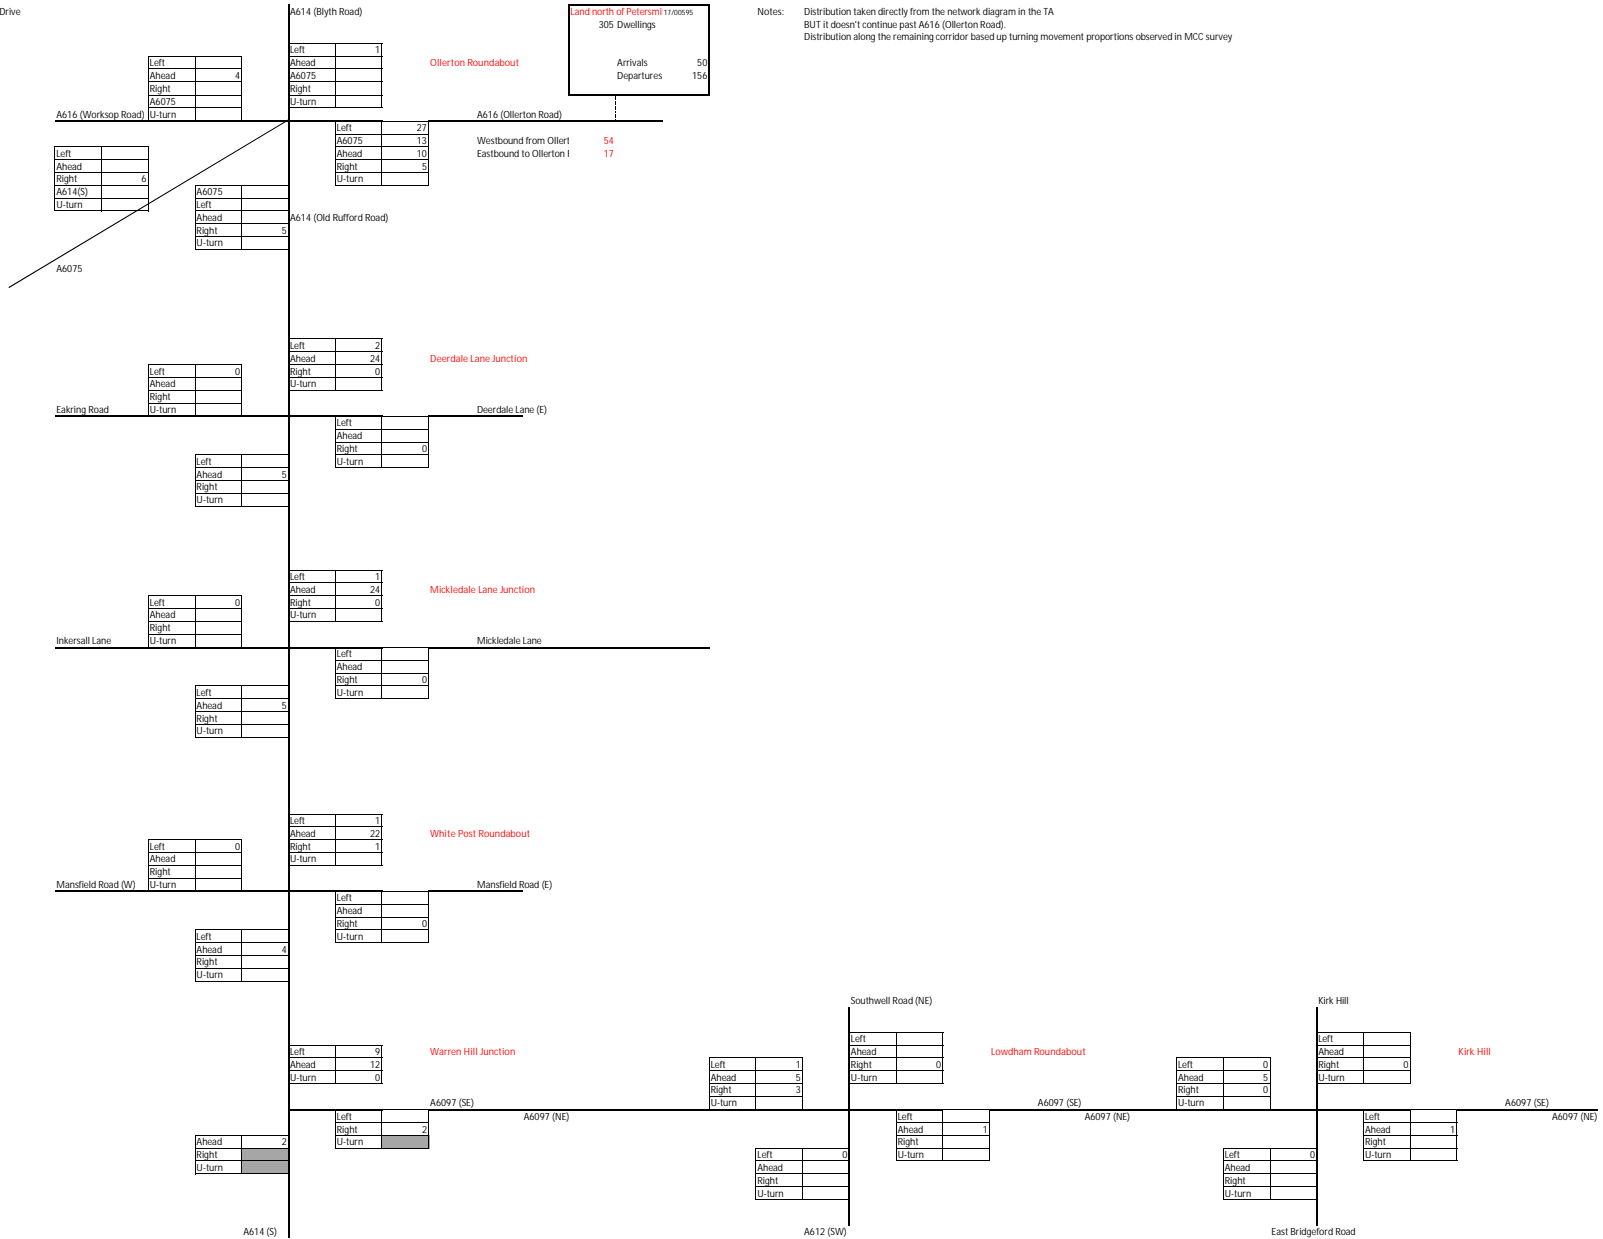 Drive
A614 (Blyth Road)
Land north of Petersmi 17/00595
305 Dwellings
Arrivals 50
Departures 156
Notes: Distribution taken directly from the network diagram in the TA
BUT it doesn't continue past A616 (Ollerton Road).
Distribution along the remaining corridor based up turning movement proportions observed in MCC survey
Left 1
Ahead
A6075
Right
U-turn
Ollerton Roundabout
Left
Ahead 4
Right
A6075
U-turn
A616 (Worksop Road)
A616 (Ollerton Road)
Left 27
A6075 13
Ahead 10
Right 5
U-turn
Westbound from Ollert 54
Eastbound to Ollerton F 17
Left
Ahead
Right 6
A614(S)
U-turn
A6075
Left
Ahead
Right 5
U-turn
A614 (Old Rufford Road)
A6075
Left 2
Ahead 24
Right 0
U-turn
Deerdale Lane Junction
Left 0
Ahead
Right
U-turn
Eakring Road
Deerdale Lane (E)
Left
Ahead
Right 0
U-turn
Left
Ahead 5
Right
U-turn
Left 1
Ahead 24
Right 0
U-turn
Mickledale Lane Junction
Left 0
Ahead
Right
U-turn
Inkersall Lane
Mickledale Lane
Left
Ahead
Right 0
U-turn
Left
Ahead 5
Right
U-turn
Left 1
Ahead 22
Right 1
U-turn
White Post Roundabout
Left 0
Ahead
Right
U-turn
Mansfield Road (W)
Mansfield Road (E)
Left
Ahead
Right 0
U-turn
Left
Ahead 4
Right
U-turn
Left 9
Ahead 12
U-turn 0
Warren Hill Junction
A6097 (SE)
Left
Right 2
U-turn
A6097 (NE)
Ahead 2
Right
U-turn
A614 (S)
Southwell Road (NE)
Left
Ahead
Right 0
U-turn
Lowdham Roundabout
Left 1
Ahead 5
Right 3
U-turn
A6097 (SE)
Left
Ahead 1
Right
U-turn
A6097 (NE)
Left 0
Ahead
Right
U-turn
A612 (SW)
Kirk Hill
Left
Ahead
Right 0
U-turn
Kirk Hill
Left 0
Ahead 5
Right 0
U-turn
A6097 (SE)
Left
Ahead 1
Right
U-turn
A6097 (NE)
Left 0
Ahead
Right
U-turn
East Bridgeford Road